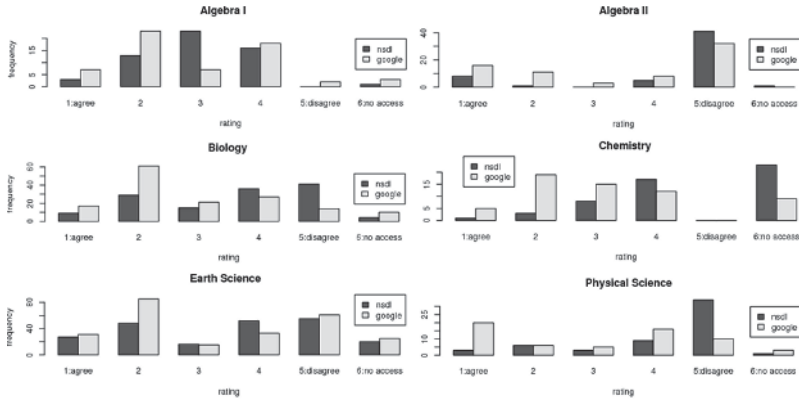 Algebra I
frequency
15
5
0
nsdl
google
1:agree 2 3 4 5:disagree 6:no access
rating
Algebra II
40
20
0
nsdl
google
1:agree 2 3 4 5:disagree 6:no access
rating
Biology
frequency
60
40
20
0
nsdl
google
1:agree 2 3 4 5:disagree 6:no access
rating
Chemistry
15
5
0
nsdl
google
1:agree 2 3 4 5:disagree 6:no access
rating
Earth Science
frequency
80
40
0
nsdl
google
1:agree 2 3 4 5:disagree 6:no access
rating
Physical Science
25
10
0
nsdl
google
1:agree 2 3 4 5:disagree 6:no access
rating